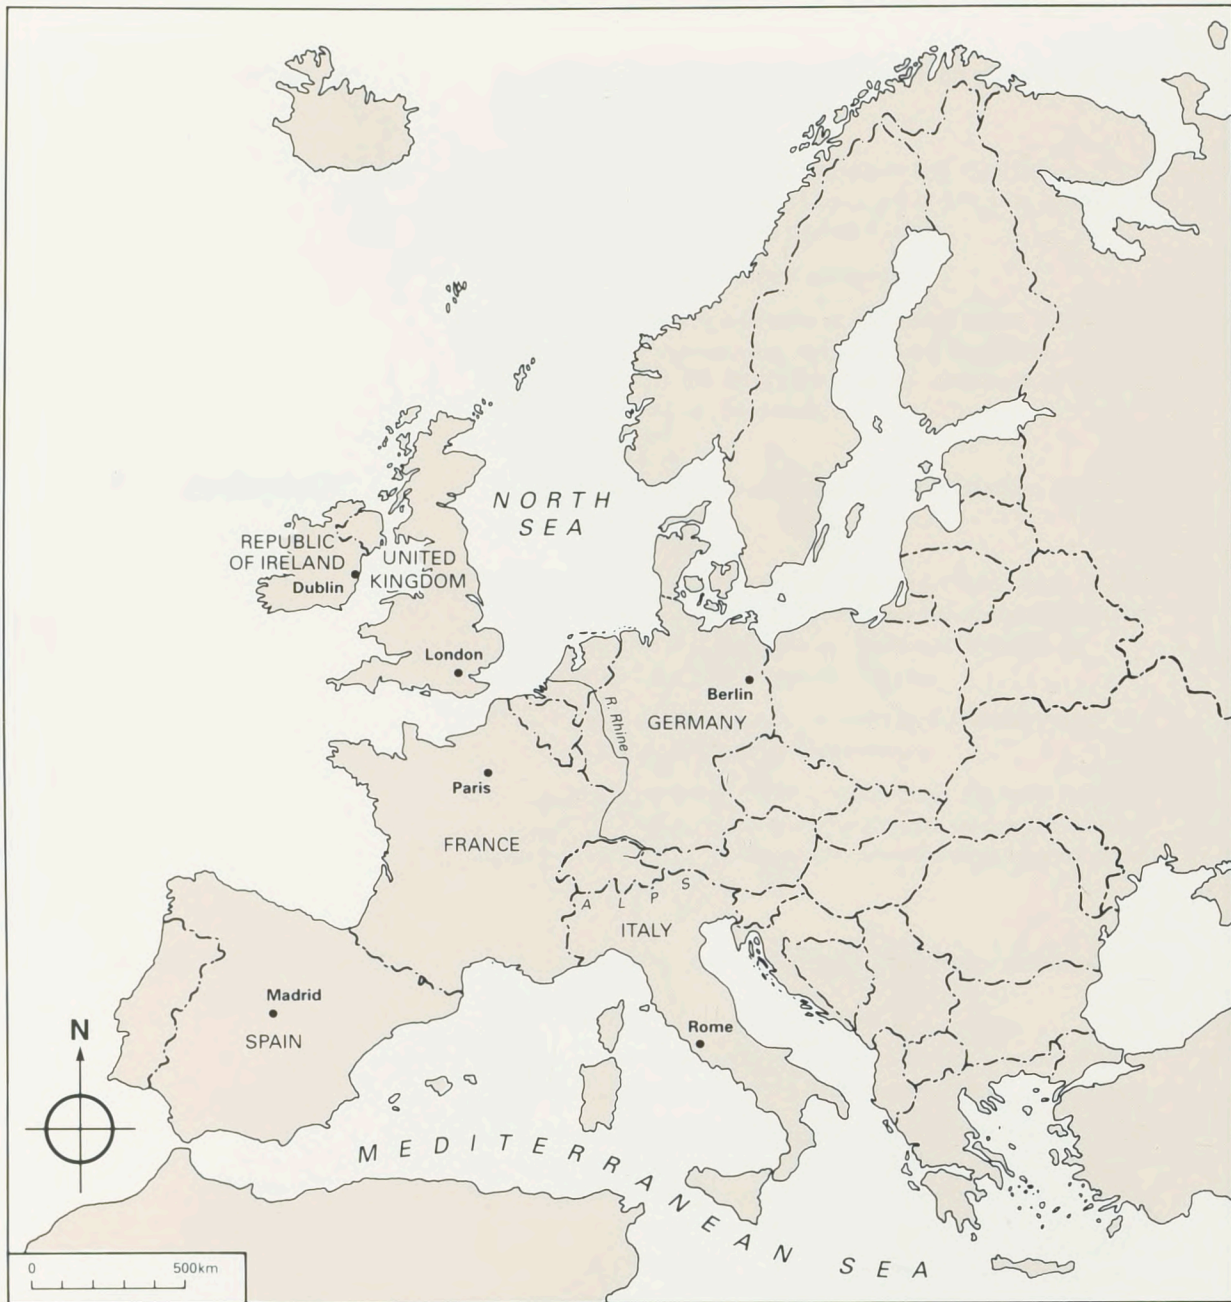 NORTH
SEA
REPUBLIC
OF IRELAND
Dublin
UNITED
KINGDOM
London
Berlin
GERMANY
R. Rhine
Paris
FRANCE
ALPS
ITALY
Madrid
SPAIN
Rome
N
MEDITERRANEAN SEA
0 500km